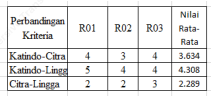 Perbandingan Kriteria R01 R02 R03 Nilai Rata-Rata
Katindo-Citra 4 3 4 3.634
Katindo-Lingg 5 4 4 4.308
Citra-Lingga 2 2 3 2.289